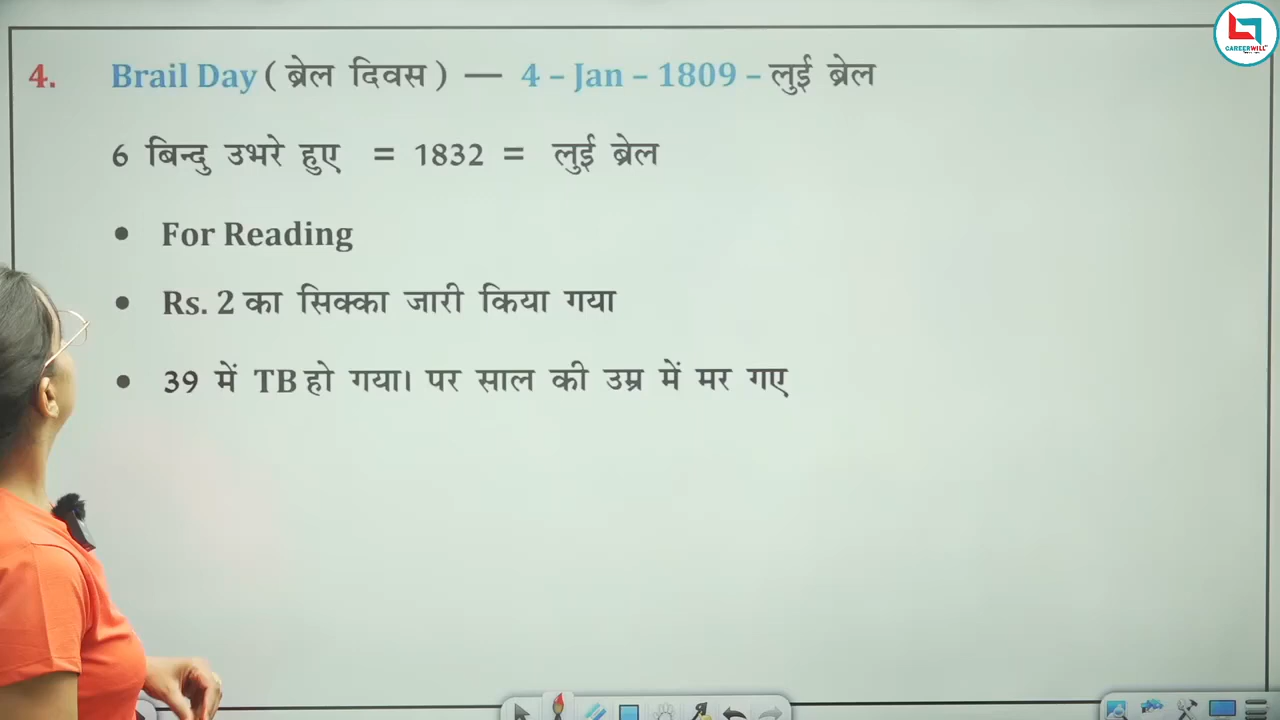 CAREERWILL
4. Brail Day ( ब्रेल दिवस ) — 4 – Jan – 1809 – लुई ब्रेल
6 बिन्दु उभरे हुए = 1832 = लुई ब्रेल
• For Reading
• Rs. 2 का सिक्का जारी किया गया
• 39 में TB हो गया। पर साल की उम्र में मर गए